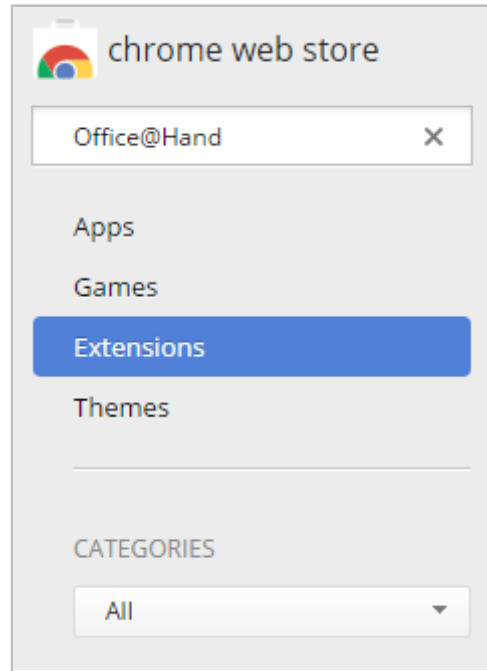 chrome web store
Office@Hand
Apps
Games
Extensions
Themes
CATEGORIES
All